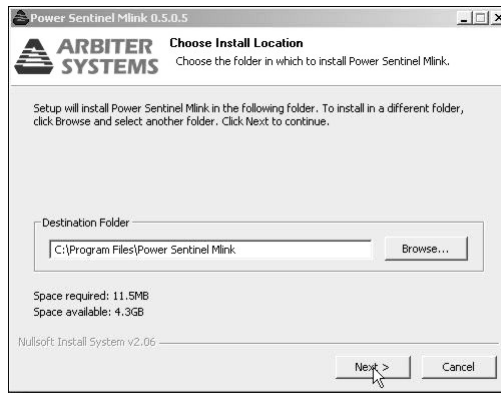 Power Sentinel Mlink 0.5.0.5
ARBITER
SYSTEMS
Choose Install Location
Choose the folder in which to install Power Sentinel Mlink.
Setup will install Power Sentinel Mlink in the following folder. To install in a different folder,
click Browse and select another folder. Click Next to continue.
Destination Folder
C:\Program Files\Power Sentinel Mlink
Browse...
Space required: 11.5MB
Space available: 4.3GB
Nullsoft Install System v2.06
Next >
Cancel